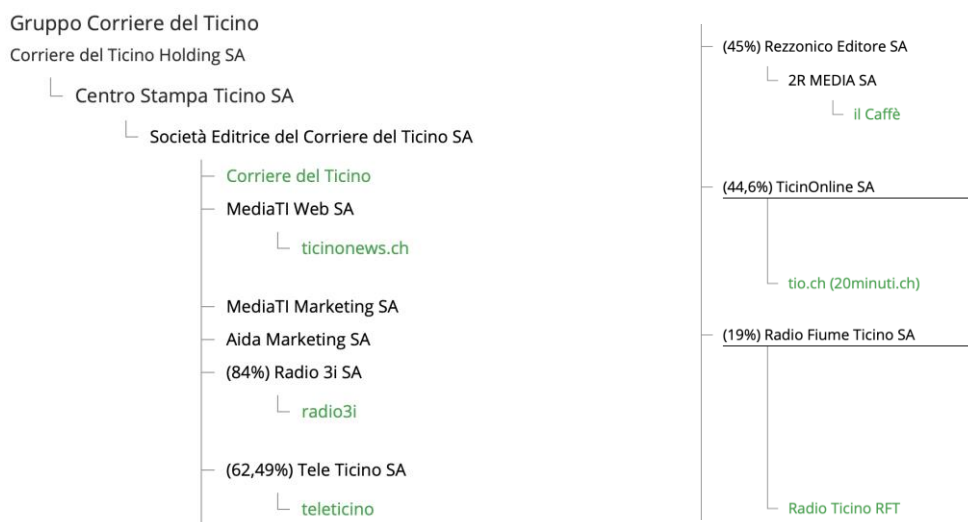 Gruppo Corriere del Ticino
Corriere del Ticino Holding SA
Centro Stampa Ticino SA
Società Editrice del Corriere del Ticino SA
Corriere del Ticino
MediaTI Web SA
ticinonews.ch
MediaTI Marketing SA
Aida Marketing SA
(84%) Radio 3i SA
radio3i
(62,49%) Tele Ticino SA
teleticino
(45%) Rezzonico Editore SA
2R MEDIA SA
il Caffè
(44,6%) TicinOnline SA
tio.ch (20minuti.ch)
(19%) Radio Fiume Ticino SA
Radio Ticino RFT